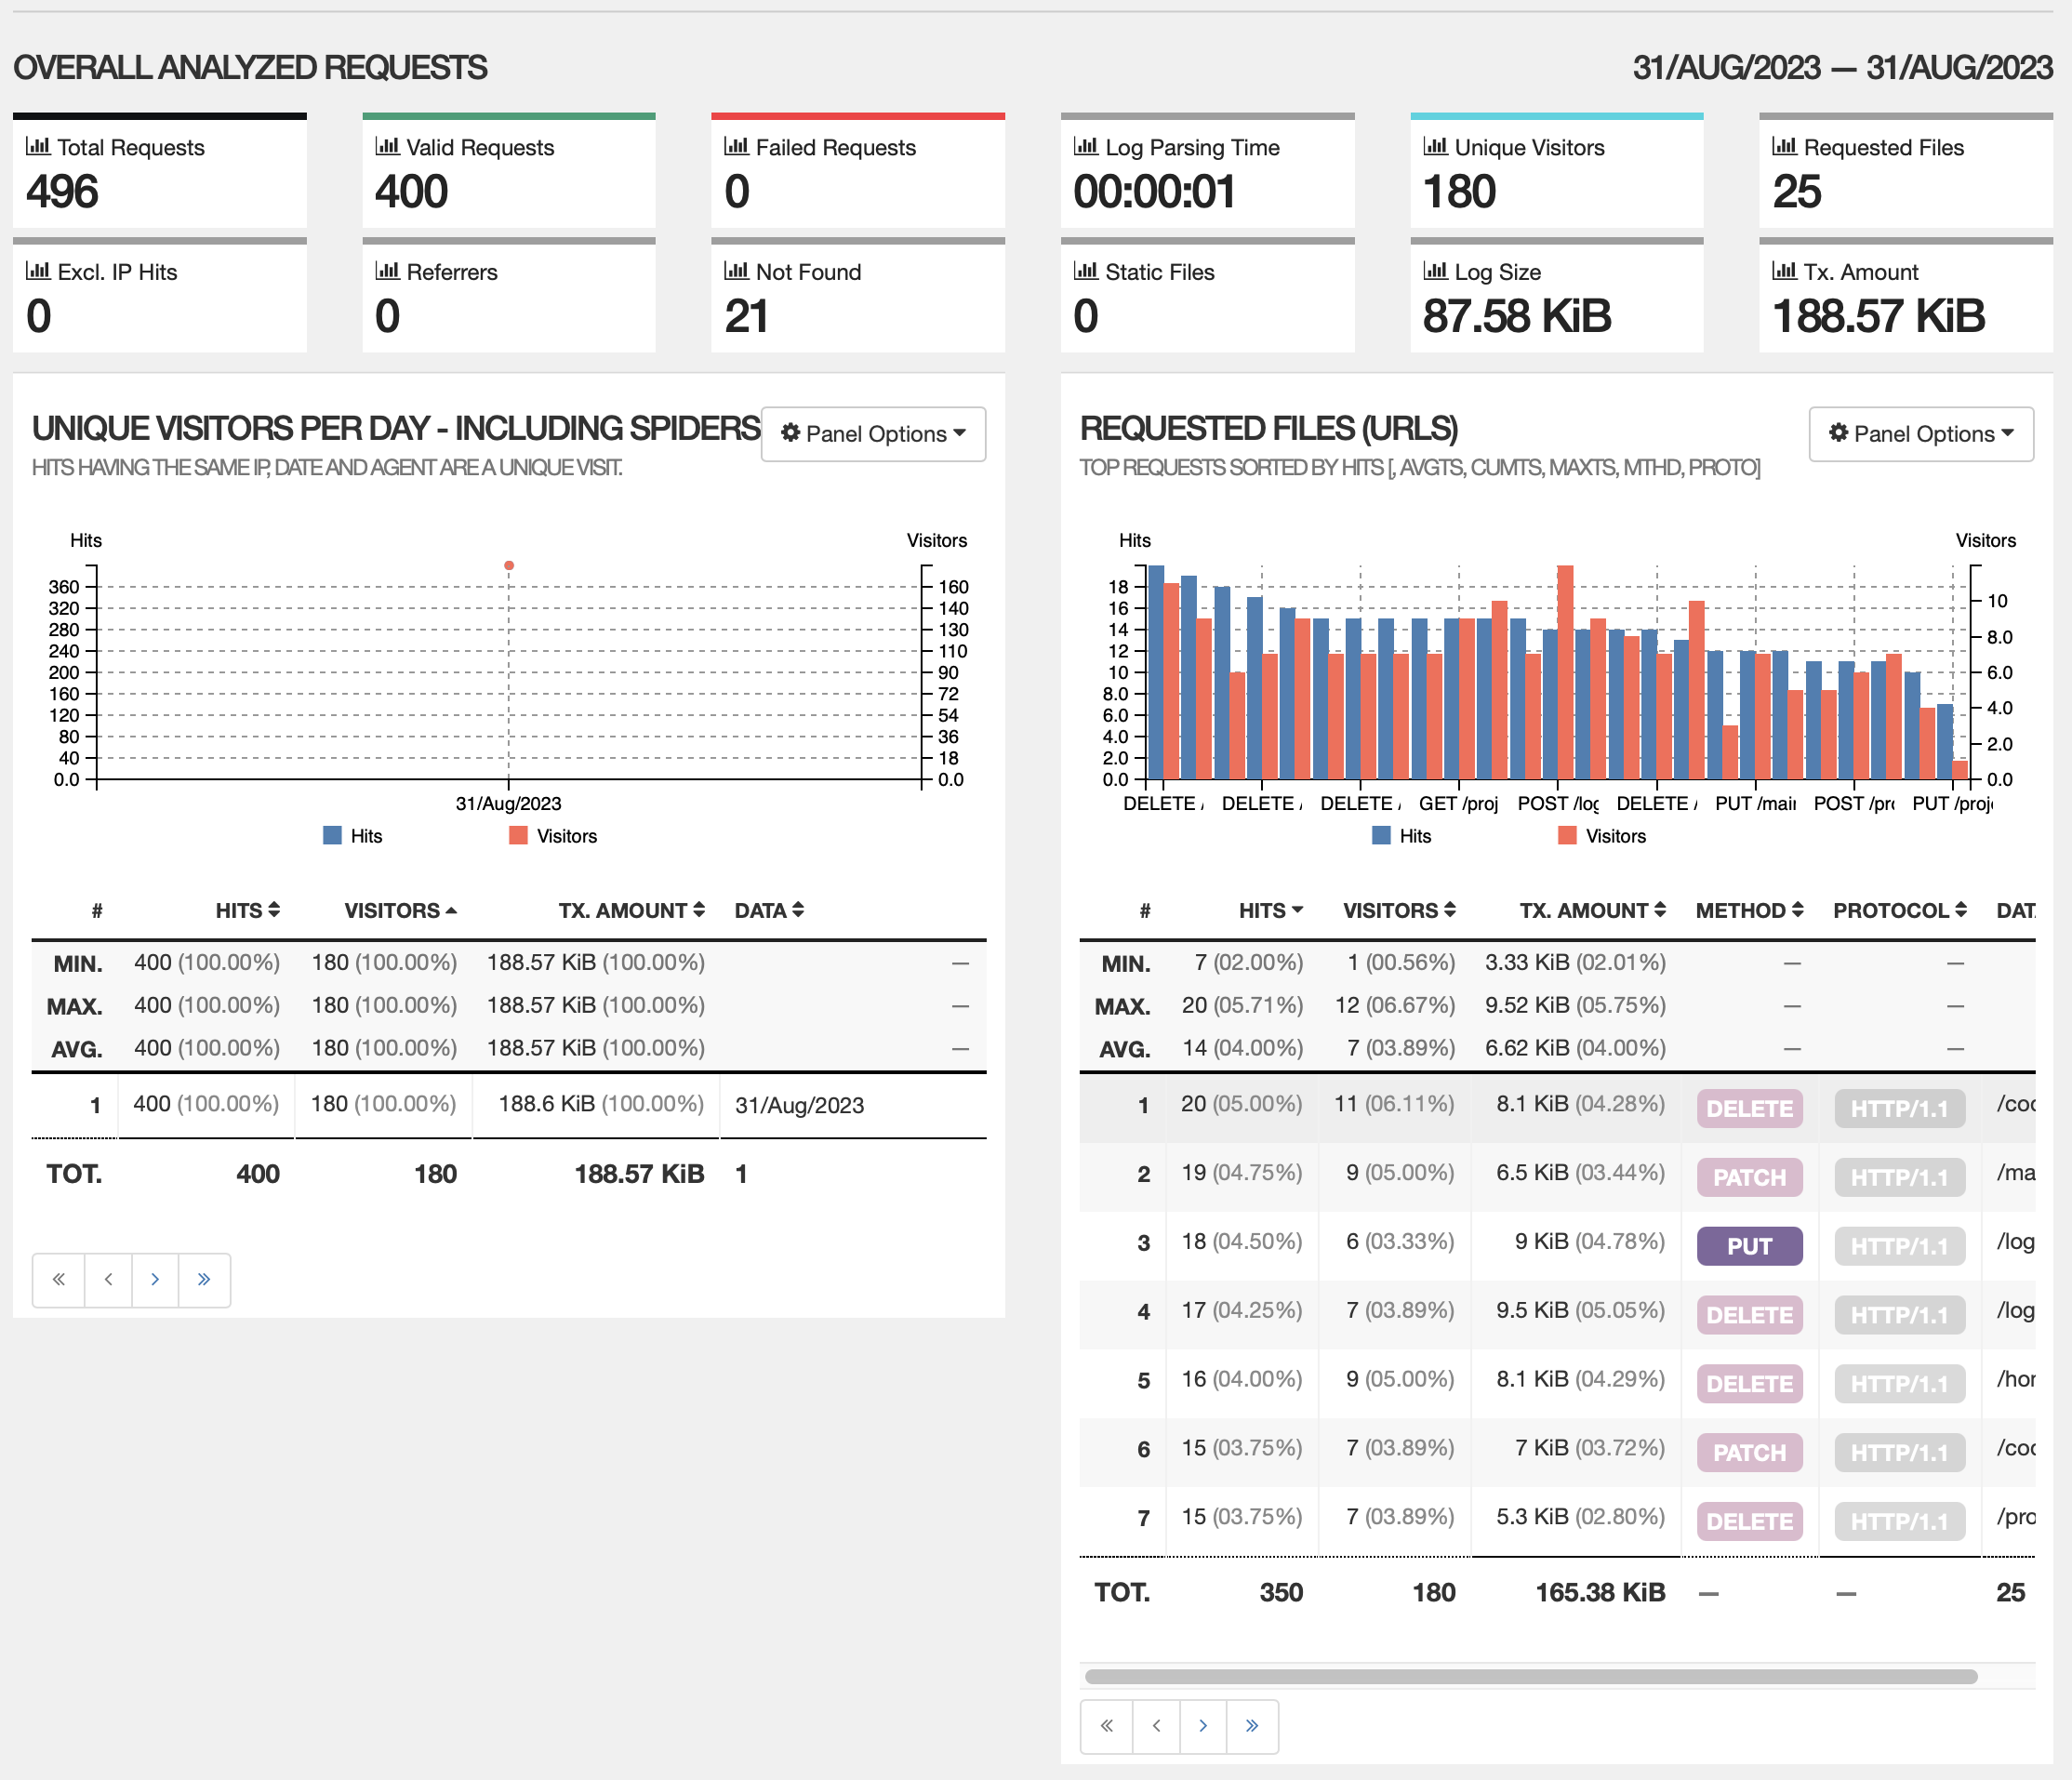 OVERALL ANALYZED REQUESTS
31/AUG/2023 — 31/AUG/2023
Total Requests
496
Valid Requests
400
Failed Requests
0
Log Parsing Time
00:00:01
Unique Visitors
180
Requested Files
25
Excl. IP Hits
0
Referrers
0
Not Found
21
Static Files
0
Log Size
87.58 KiB
Tx. Amount
188.57 KiB
UNIQUE VISITORS PER DAY - INCLUDING SPIDERS
Panel Options
HITS HAVING THE SAME IP, DATE AND AGENT ARE A UNIQUE VISIT.
Hits Visitors
360 160
320 140
280 130
240 110
200 90
160 72
120 54
80 36
40 18
0.0 0.0
31/Aug/2023
Hits Visitors
# HITS VISITORS TX. AMOUNT DATA
MIN. 400 (100.00%) 180 (100.00%) 188.57 KiB (100.00%) —
MAX. 400 (100.00%) 180 (100.00%) 188.57 KiB (100.00%) —
AVG. 400 (100.00%) 180 (100.00%) 188.57 KiB (100.00%) —
1 400 (100.00%) 180 (100.00%) 188.6 KiB (100.00%) 31/Aug/2023
TOT. 400 180 188.57 KiB 1
« ‹ › »
REQUESTED FILES (URLS)
Panel Options
TOP REQUESTS SORTED BY HITS [, AVGTS, CUMTS, MAXTS, MTHD, PROTO]
Hits Visitors
18
16 10
14 8.0
12
10 6.0
8.0
6.0 4.0
4.0
2.0 2.0
0.0 0.0
DELETE / DELETE / DELETE / GET /proj POST /log DELETE / PUT /mai POST /pro PUT /proj
Hits Visitors
# HITS VISITORS TX. AMOUNT METHOD PROTOCOL DAT
MIN. 7 (02.00%) 1 (00.56%) 3.33 KiB (02.01%) — —
MAX. 20 (05.71%) 12 (06.67%) 9.52 KiB (05.75%) — —
AVG. 14 (04.00%) 7 (03.89%) 6.62 KiB (04.00%) — —
1 20 (05.00%) 11 (06.11%) 8.1 KiB (04.28%) DELETE HTTP/1.1 /coc
2 19 (04.75%) 9 (05.00%) 6.5 KiB (03.44%) PATCH HTTP/1.1 /ma
3 18 (04.50%) 6 (03.33%) 9 KiB (04.78%) PUT HTTP/1.1 /log
4 17 (04.25%) 7 (03.89%) 9.5 KiB (05.05%) DELETE HTTP/1.1 /log
5 16 (04.00%) 9 (05.00%) 8.1 KiB (04.29%) DELETE HTTP/1.1 /hor
6 15 (03.75%) 7 (03.89%) 7 KiB (03.72%) PATCH HTTP/1.1 /coc
7 15 (03.75%) 7 (03.89%) 5.3 KiB (02.80%) DELETE HTTP/1.1 /pro
TOT. 350 180 165.38 KiB — — 25
« ‹ › »